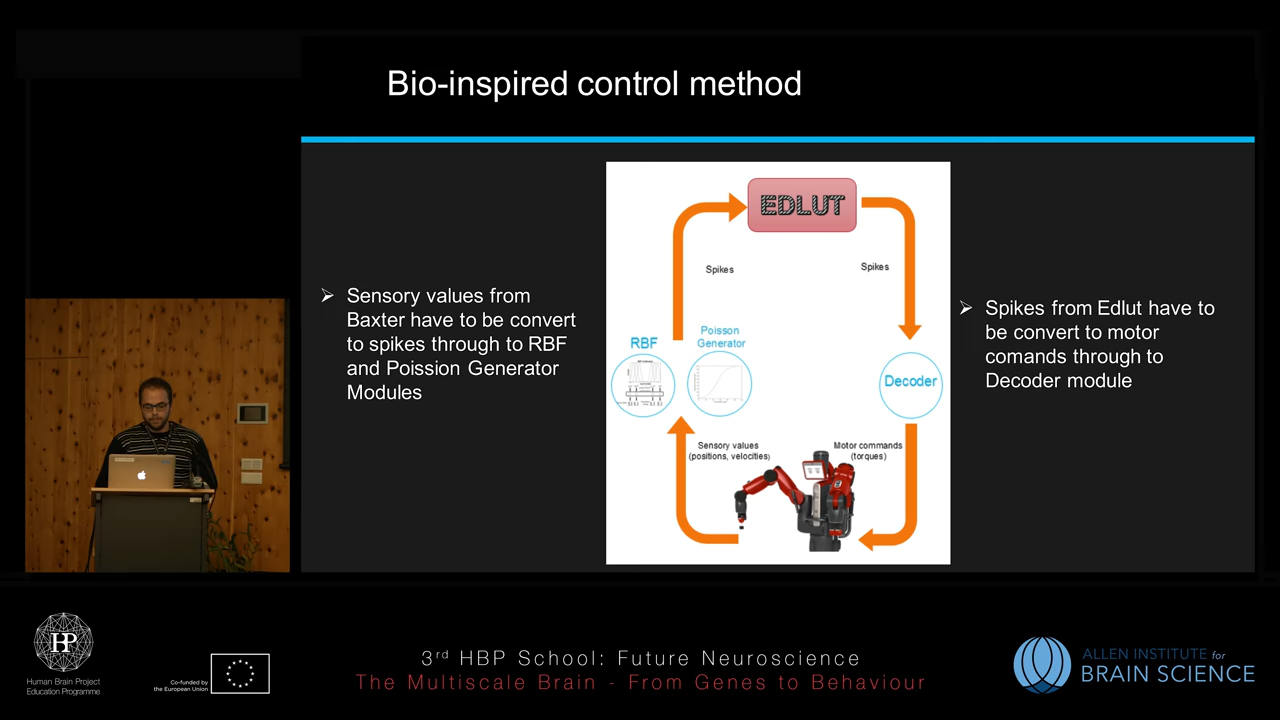 Bio-inspired control method
➢ Sensory values from
Baxter have to be convert
to spikes through to RBF
and Poission Generator
Modules
EDLUT
Spikes
Spikes
RBF
Poisson
Generator
Decoder
Sensory values
(positions, velocities)
Motor commands
(torques)
➢ Spikes from Edlut have to
be convert to motor
comands through to
Decoder module
HP
Human Brain Project
Education Programme
Co-funded by
the European Union
3rd HBP School: Future Neuroscience
The Multiscale Brain - From Genes to Behaviour
ALLEN INSTITUTE for
BRAIN SCIENCE